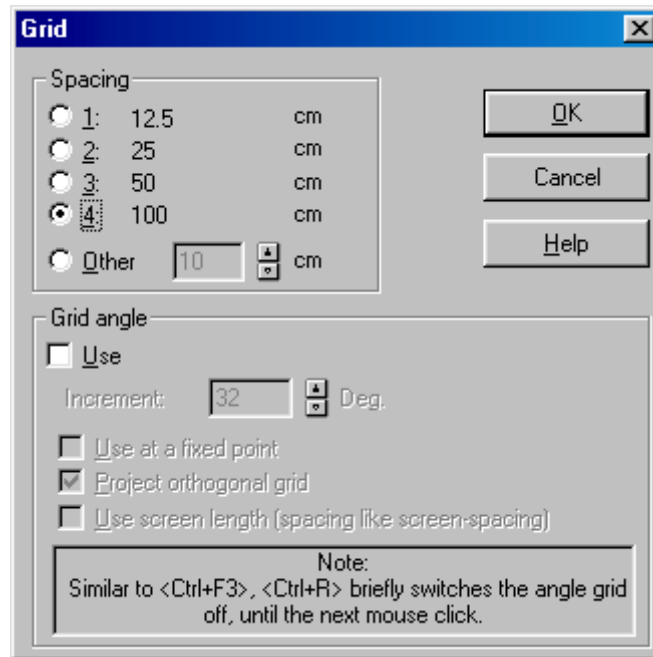 Grid
Spacing
1: 12.5 cm
2: 25 cm
3: 50 cm
4: 100 cm
Other 10 cm
OK
Cancel
Help
Grid angle
Use
Increment: 32 Deg.
Use at a fixed point
Project orthogonal grid
Use screen length (spacing like screen-spacing)
Note:
Similar to <Ctrl+F3>, <Ctrl+R> briefly switches the angle grid
off, until the next mouse click.